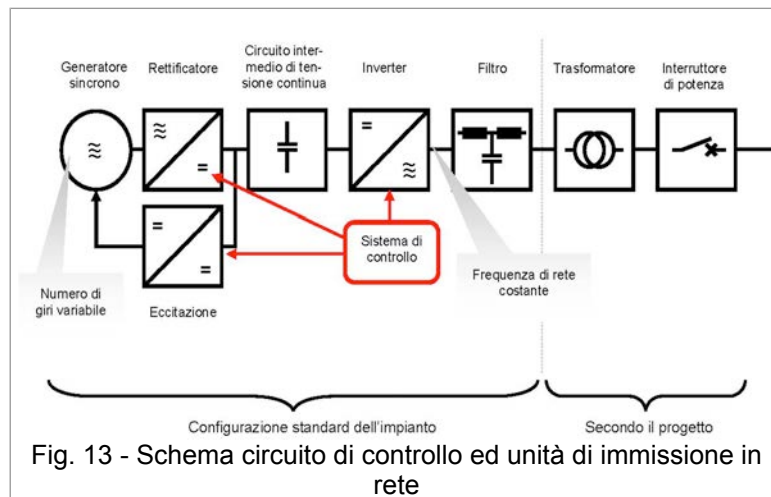 Generatore
sincrono
Rettificatore
Circuito inter-
medio di ten-
sione continua
Inverter
Filtro
Trasformatore
Interruttore
di potenza
Sistema di
controllo
Numero di
giri variabile
Eccitazione
Frequenza di rete
costante
Configurazione standard dell'impianto
Secondo il progetto
Fig. 13 - Schema circuito di controllo ed unità di immissione in
rete